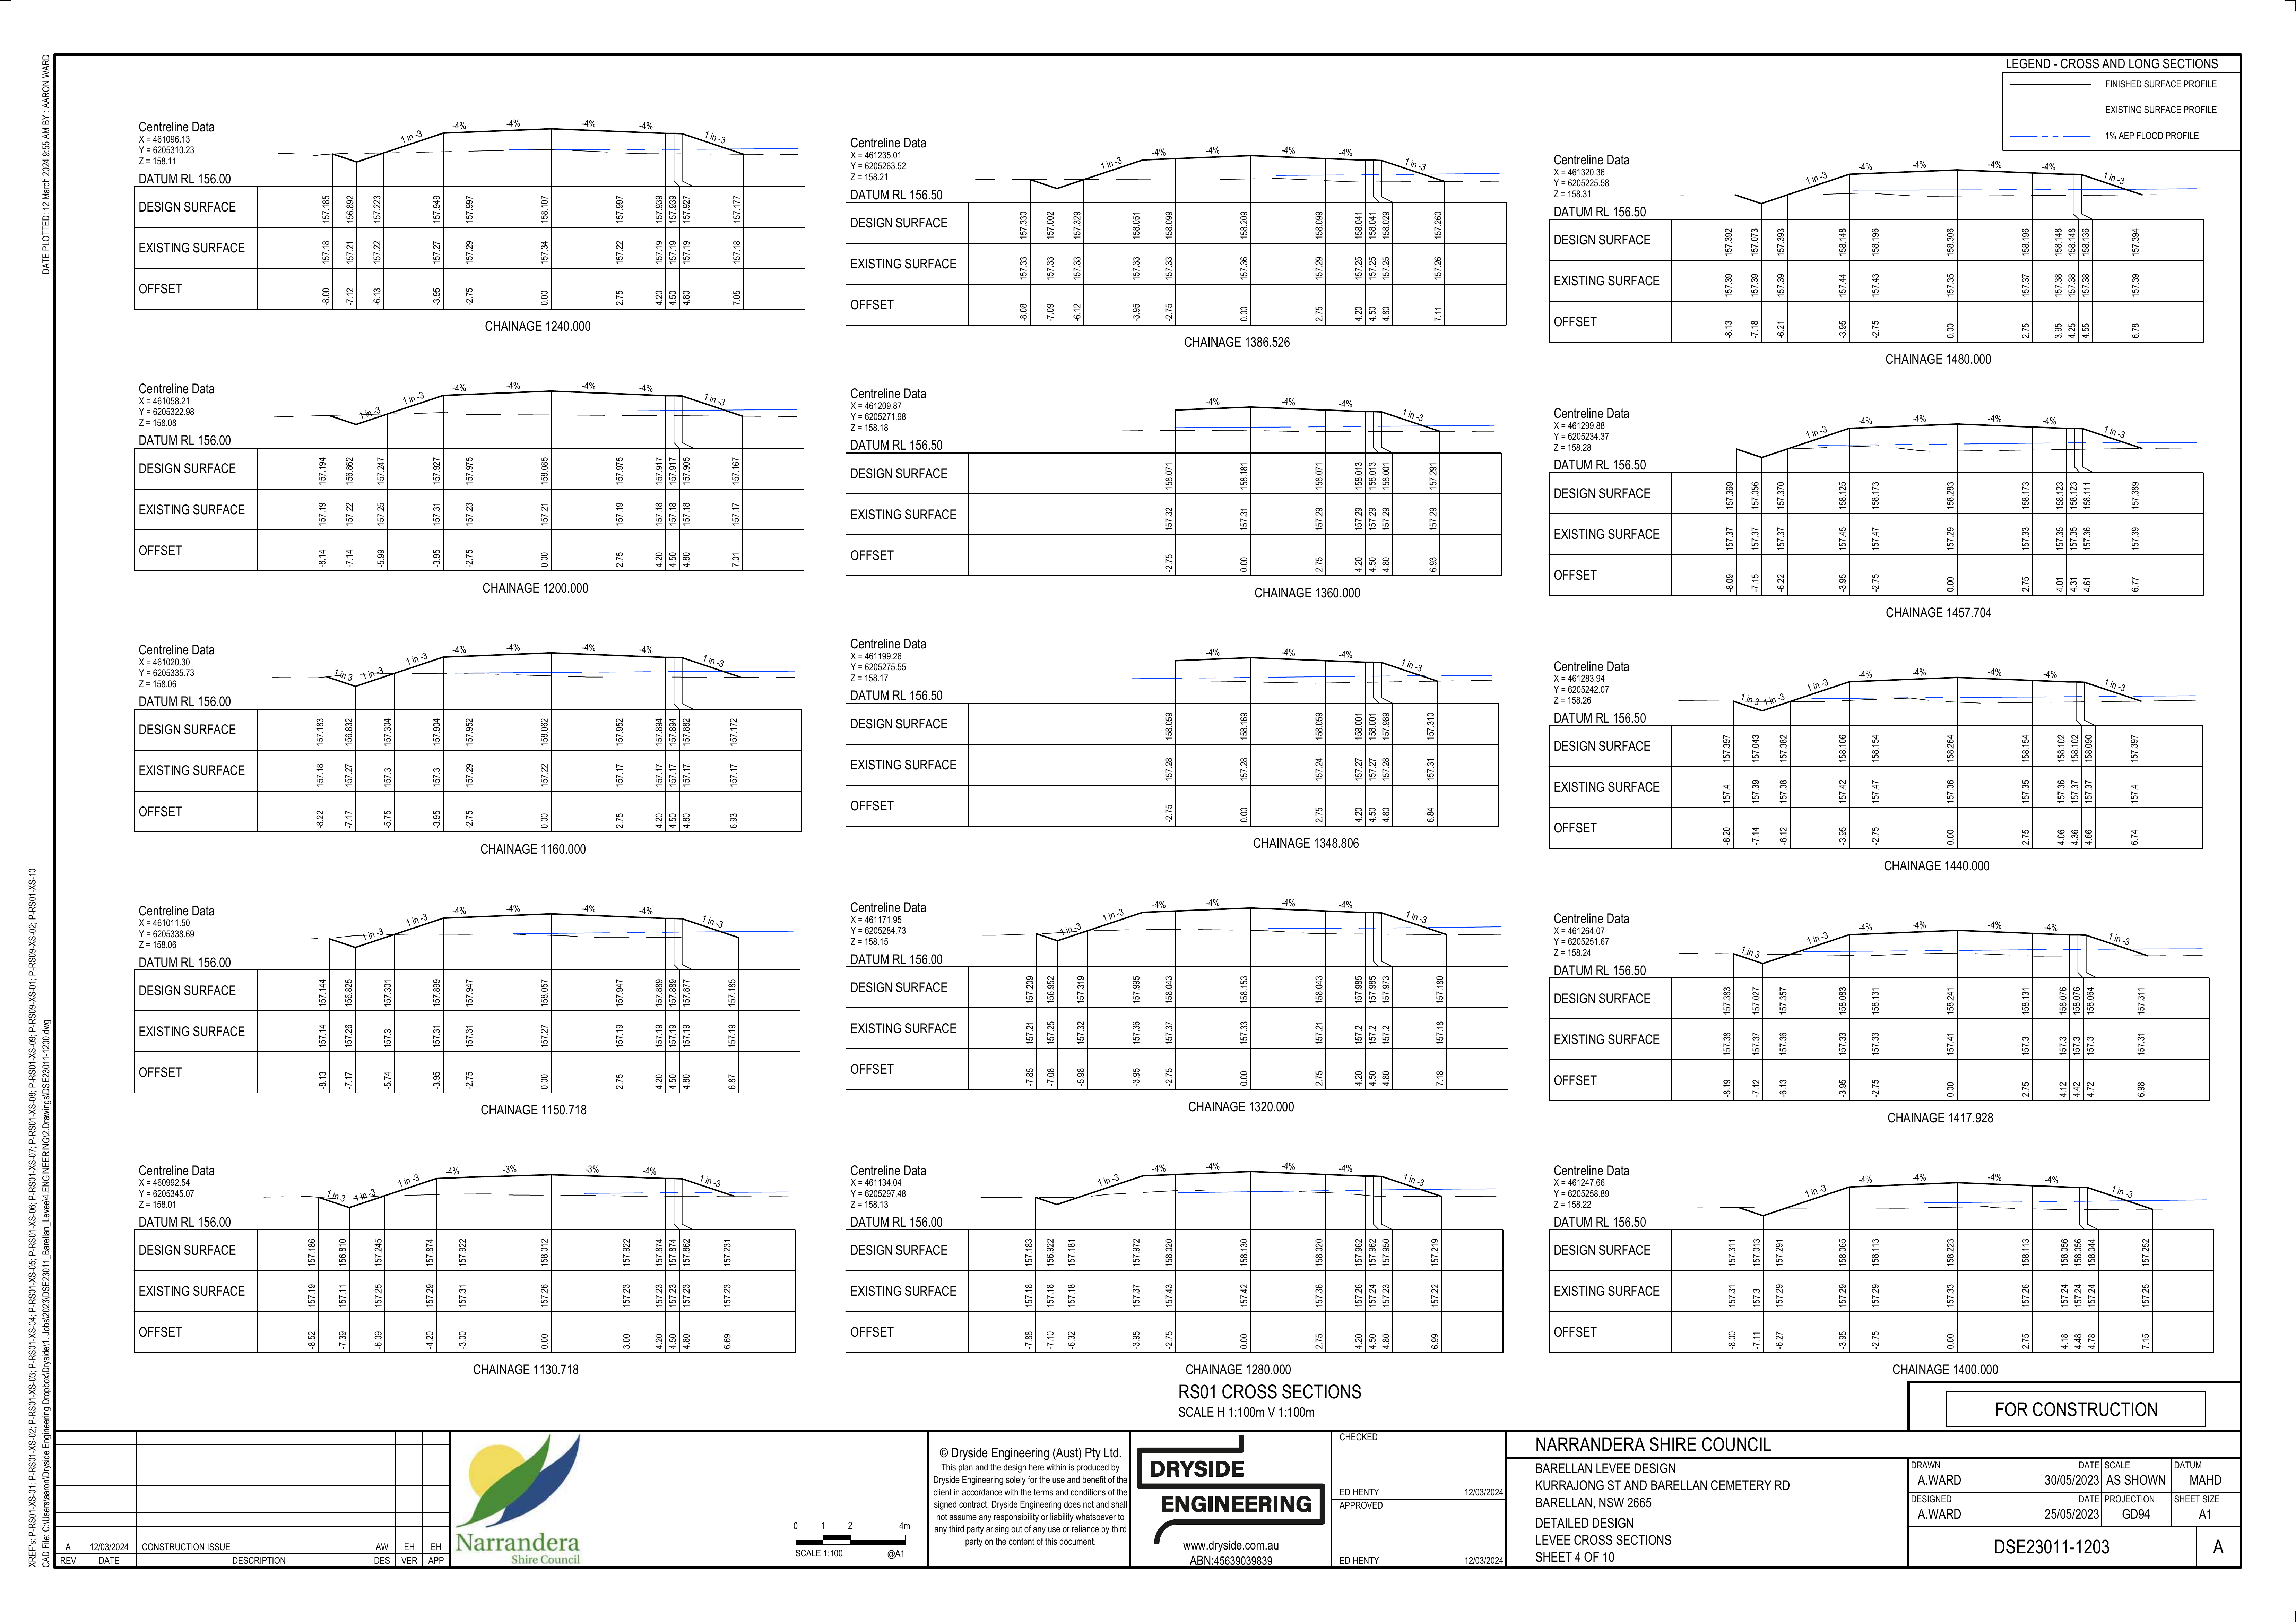 DATE PLOTTED: 12 March 2024 9:55 AM BY : AARON WARD
XREF's: P-RS01-XS-01; P-RS01-XS-02; P-RS01-XS-03; P-RS01-XS-04; P-RS01-XS-05; P-RS01-XS-06; P-RS01-XS-07; P-RS01-XS-08; P-RS01-XS-09; P-RS09-XS-01; P-RS09-XS-02; P-RS01-XS-10
CAD File: C:\Users\aaron\Dryside Engineering Dropbox\Dryside\1. Jobs\2023\DSE23011_Barellan_Levee\4.ENGINEERING\2.Drawings\DSE23011-1200.dwg
LEGEND - CROSS AND LONG SECTIONS
FINISHED SURFACE PROFILE
EXISTING SURFACE PROFILE
1% AEP FLOOD PROFILE
Centreline Data
X = 461096.13
Y = 6205310.23
Z = 158.11
1 in -3 -4% -4% -4% -4% 1 in -3
DATUM RL 156.00
DESIGN SURFACE 157.185 156.892 157.223 157.949 157.997 158.107 157.997 157.939 157.939 157.927 157.177
EXISTING SURFACE 157.18 157.21 157.22 157.27 157.29 157.34 157.22 157.19 157.19 157.19 157.18
OFFSET -8.00 -7.12 -6.13 -3.95 -2.75 0.00 2.75 4.20 4.50 4.80 7.05
CHAINAGE 1240.000
Centreline Data
X = 461058.21
Y = 6205322.98
Z = 158.08
1 in -3 1 in -3 -4% -4% -4% -4% 1 in -3
DATUM RL 156.00
DESIGN SURFACE 157.194 156.862 157.247 157.927 157.975 158.085 157.975 157.917 157.917 157.905 157.167
EXISTING SURFACE 157.19 157.22 157.25 157.31 157.23 157.21 157.19 157.18 157.18 157.18 157.17
OFFSET -8.14 -7.14 -5.99 -3.95 -2.75 0.00 2.75 4.20 4.50 4.80 7.01
CHAINAGE 1200.000
Centreline Data
X = 461020.30
Y = 6205335.73
Z = 158.06
1 in 3 1 in -3 1 in -3 -4% -4% -4% -4% 1 in -3
DATUM RL 156.00
DESIGN SURFACE 157.183 156.832 157.304 157.904 157.952 158.062 157.952 157.894 157.894 157.882 157.172
EXISTING SURFACE 157.18 157.27 157.3 157.3 157.29 157.22 157.17 157.17 157.17 157.17 157.17
OFFSET -8.22 -7.17 -5.75 -3.95 -2.75 0.00 2.75 4.20 4.50 4.80 6.93
CHAINAGE 1160.000
Centreline Data
X = 461011.50
Y = 6205338.69
Z = 158.06
1 in -3 1 in -3 -4% -4% -4% -4% 1 in -3
DATUM RL 156.00
DESIGN SURFACE 157.144 156.825 157.301 157.899 157.947 158.057 157.947 157.889 157.889 157.877 157.185
EXISTING SURFACE 157.14 157.26 157.3 157.31 157.31 157.27 157.19 157.19 157.19 157.19 157.19
OFFSET -8.13 -7.17 -5.74 -3.95 -2.75 0.00 2.75 4.20 4.50 4.80 6.87
CHAINAGE 1150.718
Centreline Data
X = 460992.54
Y = 6205345.07
Z = 158.01
1 in 3 1 in -3 1 in -3 -4% -3% -3% -4% 1 in -3
DATUM RL 156.00
DESIGN SURFACE 157.186 156.810 157.245 157.874 157.922 158.012 157.922 157.874 157.874 157.862 157.231
EXISTING SURFACE 157.19 157.11 157.25 157.29 157.31 157.26 157.23 157.23 157.23 157.23 157.23
OFFSET -8.52 -7.39 -6.09 -4.20 -3.00 0.00 3.00 4.20 4.50 4.80 6.69
CHAINAGE 1130.718
Centreline Data
X = 461235.01
Y = 6205263.52
Z = 158.21
1 in -3 -4% -4% -4% -4% 1 in -3
DATUM RL 156.50
DESIGN SURFACE 157.330 157.002 157.329 158.051 158.099 158.209 158.099 158.041 158.041 158.029 157.260
EXISTING SURFACE 157.33 157.33 157.33 157.33 157.33 157.36 157.29 157.25 157.25 157.25 157.26
OFFSET -8.08 -7.09 -6.12 -3.95 -2.75 0.00 2.75 4.20 4.50 4.80 7.11
CHAINAGE 1386.526
Centreline Data
X = 461209.87
Y = 6205271.98
Z = 158.18
-4% -4% -4% 1 in -3
DATUM RL 156.50
DESIGN SURFACE 158.071 158.181 158.071 158.013 158.013 158.001 157.291
EXISTING SURFACE 157.32 157.31 157.29 157.29 157.29 157.29 157.29
OFFSET -2.75 0.00 2.75 4.20 4.50 4.80 6.93
CHAINAGE 1360.000
Centreline Data
X = 461199.26
Y = 6205275.55
Z = 158.17
-4% -4% -4% 1 in -3
DATUM RL 156.50
DESIGN SURFACE 158.059 158.169 158.059 158.001 158.001 157.989 157.310
EXISTING SURFACE 157.28 157.28 157.24 157.27 157.27 157.28 157.31
OFFSET -2.75 0.00 2.75 4.20 4.50 4.80 6.84
CHAINAGE 1348.806
Centreline Data
X = 461171.95
Y = 6205284.73
Z = 158.15
1 in -3 1 in -3 -4% -4% -4% -4% 1 in -3
DATUM RL 156.00
DESIGN SURFACE 157.209 156.952 157.319 157.995 158.043 158.153 158.043 157.985 157.985 157.973 157.180
EXISTING SURFACE 157.21 157.25 157.32 157.36 157.37 157.33 157.21 157.2 157.2 157.2 157.18
OFFSET -7.85 -7.08 -5.98 -3.95 -2.75 0.00 2.75 4.20 4.50 4.80 7.18
CHAINAGE 1320.000
Centreline Data
X = 461134.04
Y = 6205297.48
Z = 158.13
1 in -3 -4% -4% -4% -4% 1 in -3
DATUM RL 156.00
DESIGN SURFACE 157.183 156.922 157.181 157.972 158.020 158.130 158.020 157.962 157.962 157.950 157.219
EXISTING SURFACE 157.18 157.18 157.18 157.37 157.43 157.42 157.36 157.26 157.24 157.23 157.22
OFFSET -7.88 -7.10 -6.32 -3.95 -2.75 0.00 2.75 4.20 4.50 4.80 6.99
CHAINAGE 1280.000
Centreline Data
X = 461320.36
Y = 6205225.58
Z = 158.31
1 in -3 -4% -4% -4% -4% 1 in -3
DATUM RL 156.50
DESIGN SURFACE 157.392 157.073 157.393 158.148 158.196 158.306 158.196 158.148 158.148 158.136 157.394
EXISTING SURFACE 157.39 157.39 157.39 157.44 157.43 157.35 157.37 157.38 157.38 157.38 157.39
OFFSET -8.13 -7.18 -6.21 -3.95 -2.75 0.00 2.75 3.95 4.25 4.55 6.78
CHAINAGE 1480.000
Centreline Data
X = 461299.88
Y = 6205234.37
Z = 158.28
1 in -3 -4% -4% -4% -4% 1 in -3
DATUM RL 156.50
DESIGN SURFACE 157.369 157.056 157.370 158.125 158.173 158.283 158.173 158.123 158.123 158.111 157.389
EXISTING SURFACE 157.37 157.37 157.37 157.45 157.47 157.29 157.33 157.35 157.35 157.36 157.39
OFFSET -8.09 -7.15 -6.22 -3.95 -2.75 0.00 2.75 4.01 4.31 4.61 6.77
CHAINAGE 1457.704
Centreline Data
X = 461283.94
Y = 6205242.07
Z = 158.26
1 in 3 1 in -3 1 in -3 -4% -4% -4% -4% 1 in -3
DATUM RL 156.50
DESIGN SURFACE 157.397 157.043 157.382 158.106 158.154 158.264 158.154 158.102 158.102 158.090 157.397
EXISTING SURFACE 157.4 157.39 157.38 157.42 157.47 157.36 157.35 157.36 157.37 157.37 157.4
OFFSET -8.20 -7.14 -6.12 -3.95 -2.75 0.00 2.75 4.06 4.36 4.66 6.74
CHAINAGE 1440.000
Centreline Data
X = 461264.07
Y = 6205251.67
Z = 158.24
1 in 3 1 in -3 -4% -4% -4% -4% 1 in -3
DATUM RL 156.50
DESIGN SURFACE 157.383 157.027 157.357 158.083 158.131 158.241 158.131 158.076 158.076 158.064 157.311
EXISTING SURFACE 157.38 157.37 157.36 157.33 157.33 157.41 157.3 157.3 157.3 157.3 157.31
OFFSET -8.19 -7.12 -6.13 -3.95 -2.75 0.00 2.75 4.12 4.42 4.72 6.98
CHAINAGE 1417.928
Centreline Data
X = 461247.66
Y = 6205258.89
Z = 158.22
1 in -3 -4% -4% -4% -4% 1 in -3
DATUM RL 156.50
DESIGN SURFACE 157.311 157.013 157.291 158.065 158.113 158.223 158.113 158.056 158.056 158.044 157.252
EXISTING SURFACE 157.31 157.3 157.29 157.29 157.29 157.33 157.26 157.24 157.24 157.24 157.25
OFFSET -8.00 -7.11 -6.27 -3.95 -2.75 0.00 2.75 4.18 4.48 4.78 7.15
CHAINAGE 1400.000
RS01 CROSS SECTIONS
SCALE H 1:100m V 1:100m
FOR CONSTRUCTION
A 12/03/2024 CONSTRUCTION ISSUE AW EH EH
REV DATE DESCRIPTION DES VER APP
Narrandera
Shire Council
0 1 2 4m
SCALE 1:100 @A1
© Dryside Engineering (Aust) Pty Ltd.
This plan and the design here within is produced by
Dryside Engineering solely for the use and benefit of the
client in accordance with the terms and conditions of the
signed contract. Dryside Engineering does not and shall
not assume any responsibility or liability whatsoever to
any third party arising out of any use or reliance by third
party on the content of this document.
DRYSIDE
ENGINEERING
www.dryside.com.au
ABN:45639039839
CHECKED
ED HENTY 12/03/2024
APPROVED
ED HENTY 12/03/2024
NARRANDERA SHIRE COUNCIL
BARELLAN LEVEE DESIGN
KURRAJONG ST AND BARELLAN CEMETERY RD
BARELLAN, NSW 2665
DETAILED DESIGN
LEVEE CROSS SECTIONS
SHEET 4 OF 10
DRAWN DATE SCALE DATUM
A.WARD 30/05/2023 AS SHOWN MAHD
DESIGNED DATE PROJECTION SHEET SIZE
A.WARD 25/05/2023 GD94 A1
DSE23011-1203 A